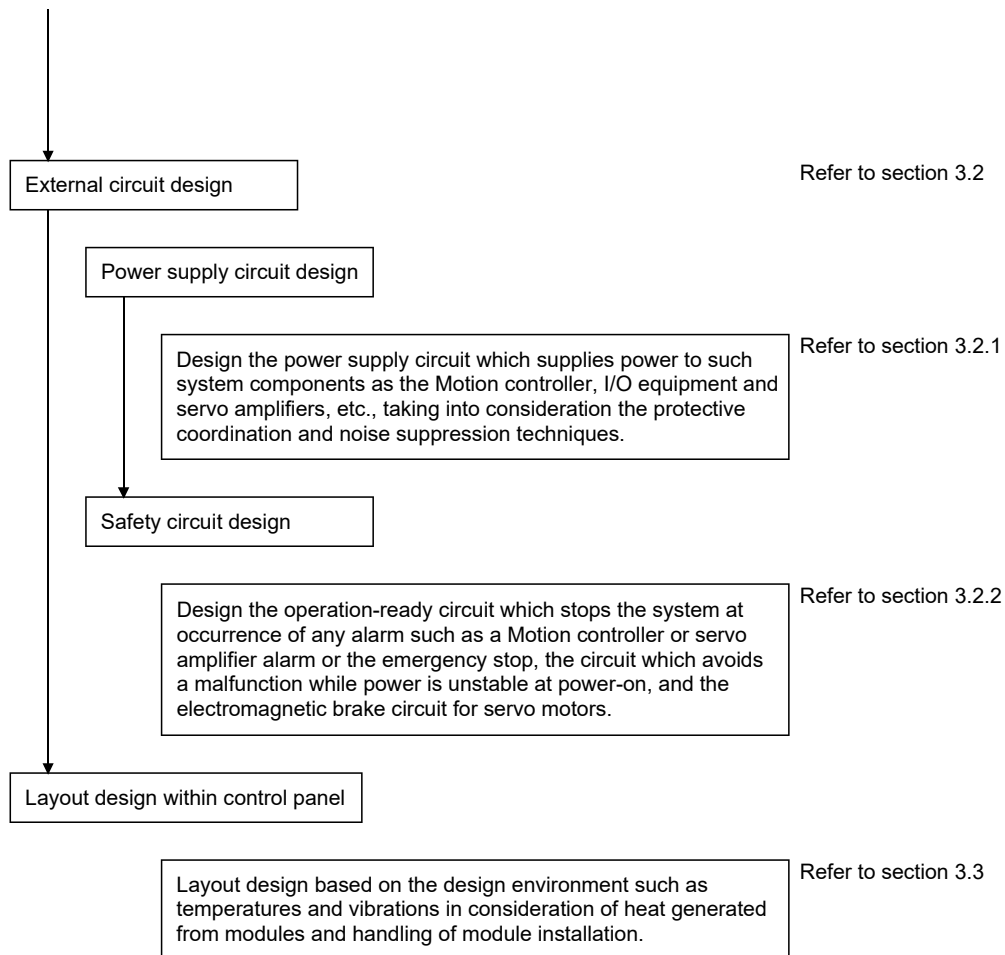 External circuit design
Refer to section 3.2
Power supply circuit design
Design the power supply circuit which supplies power to such
system components as the Motion controller, I/O equipment and
servo amplifiers, etc., taking into consideration the protective
coordination and noise suppression techniques.
Refer to section 3.2.1
Safety circuit design
Design the operation-ready circuit which stops the system at
occurrence of any alarm such as a Motion controller or servo
amplifier alarm or the emergency stop, the circuit which avoids
a malfunction while power is unstable at power-on, and the
electromagnetic brake circuit for servo motors.
Refer to section 3.2.2
Layout design within control panel
Layout design based on the design environment such as
temperatures and vibrations in consideration of heat generated
from modules and handling of module installation.
Refer to section 3.3